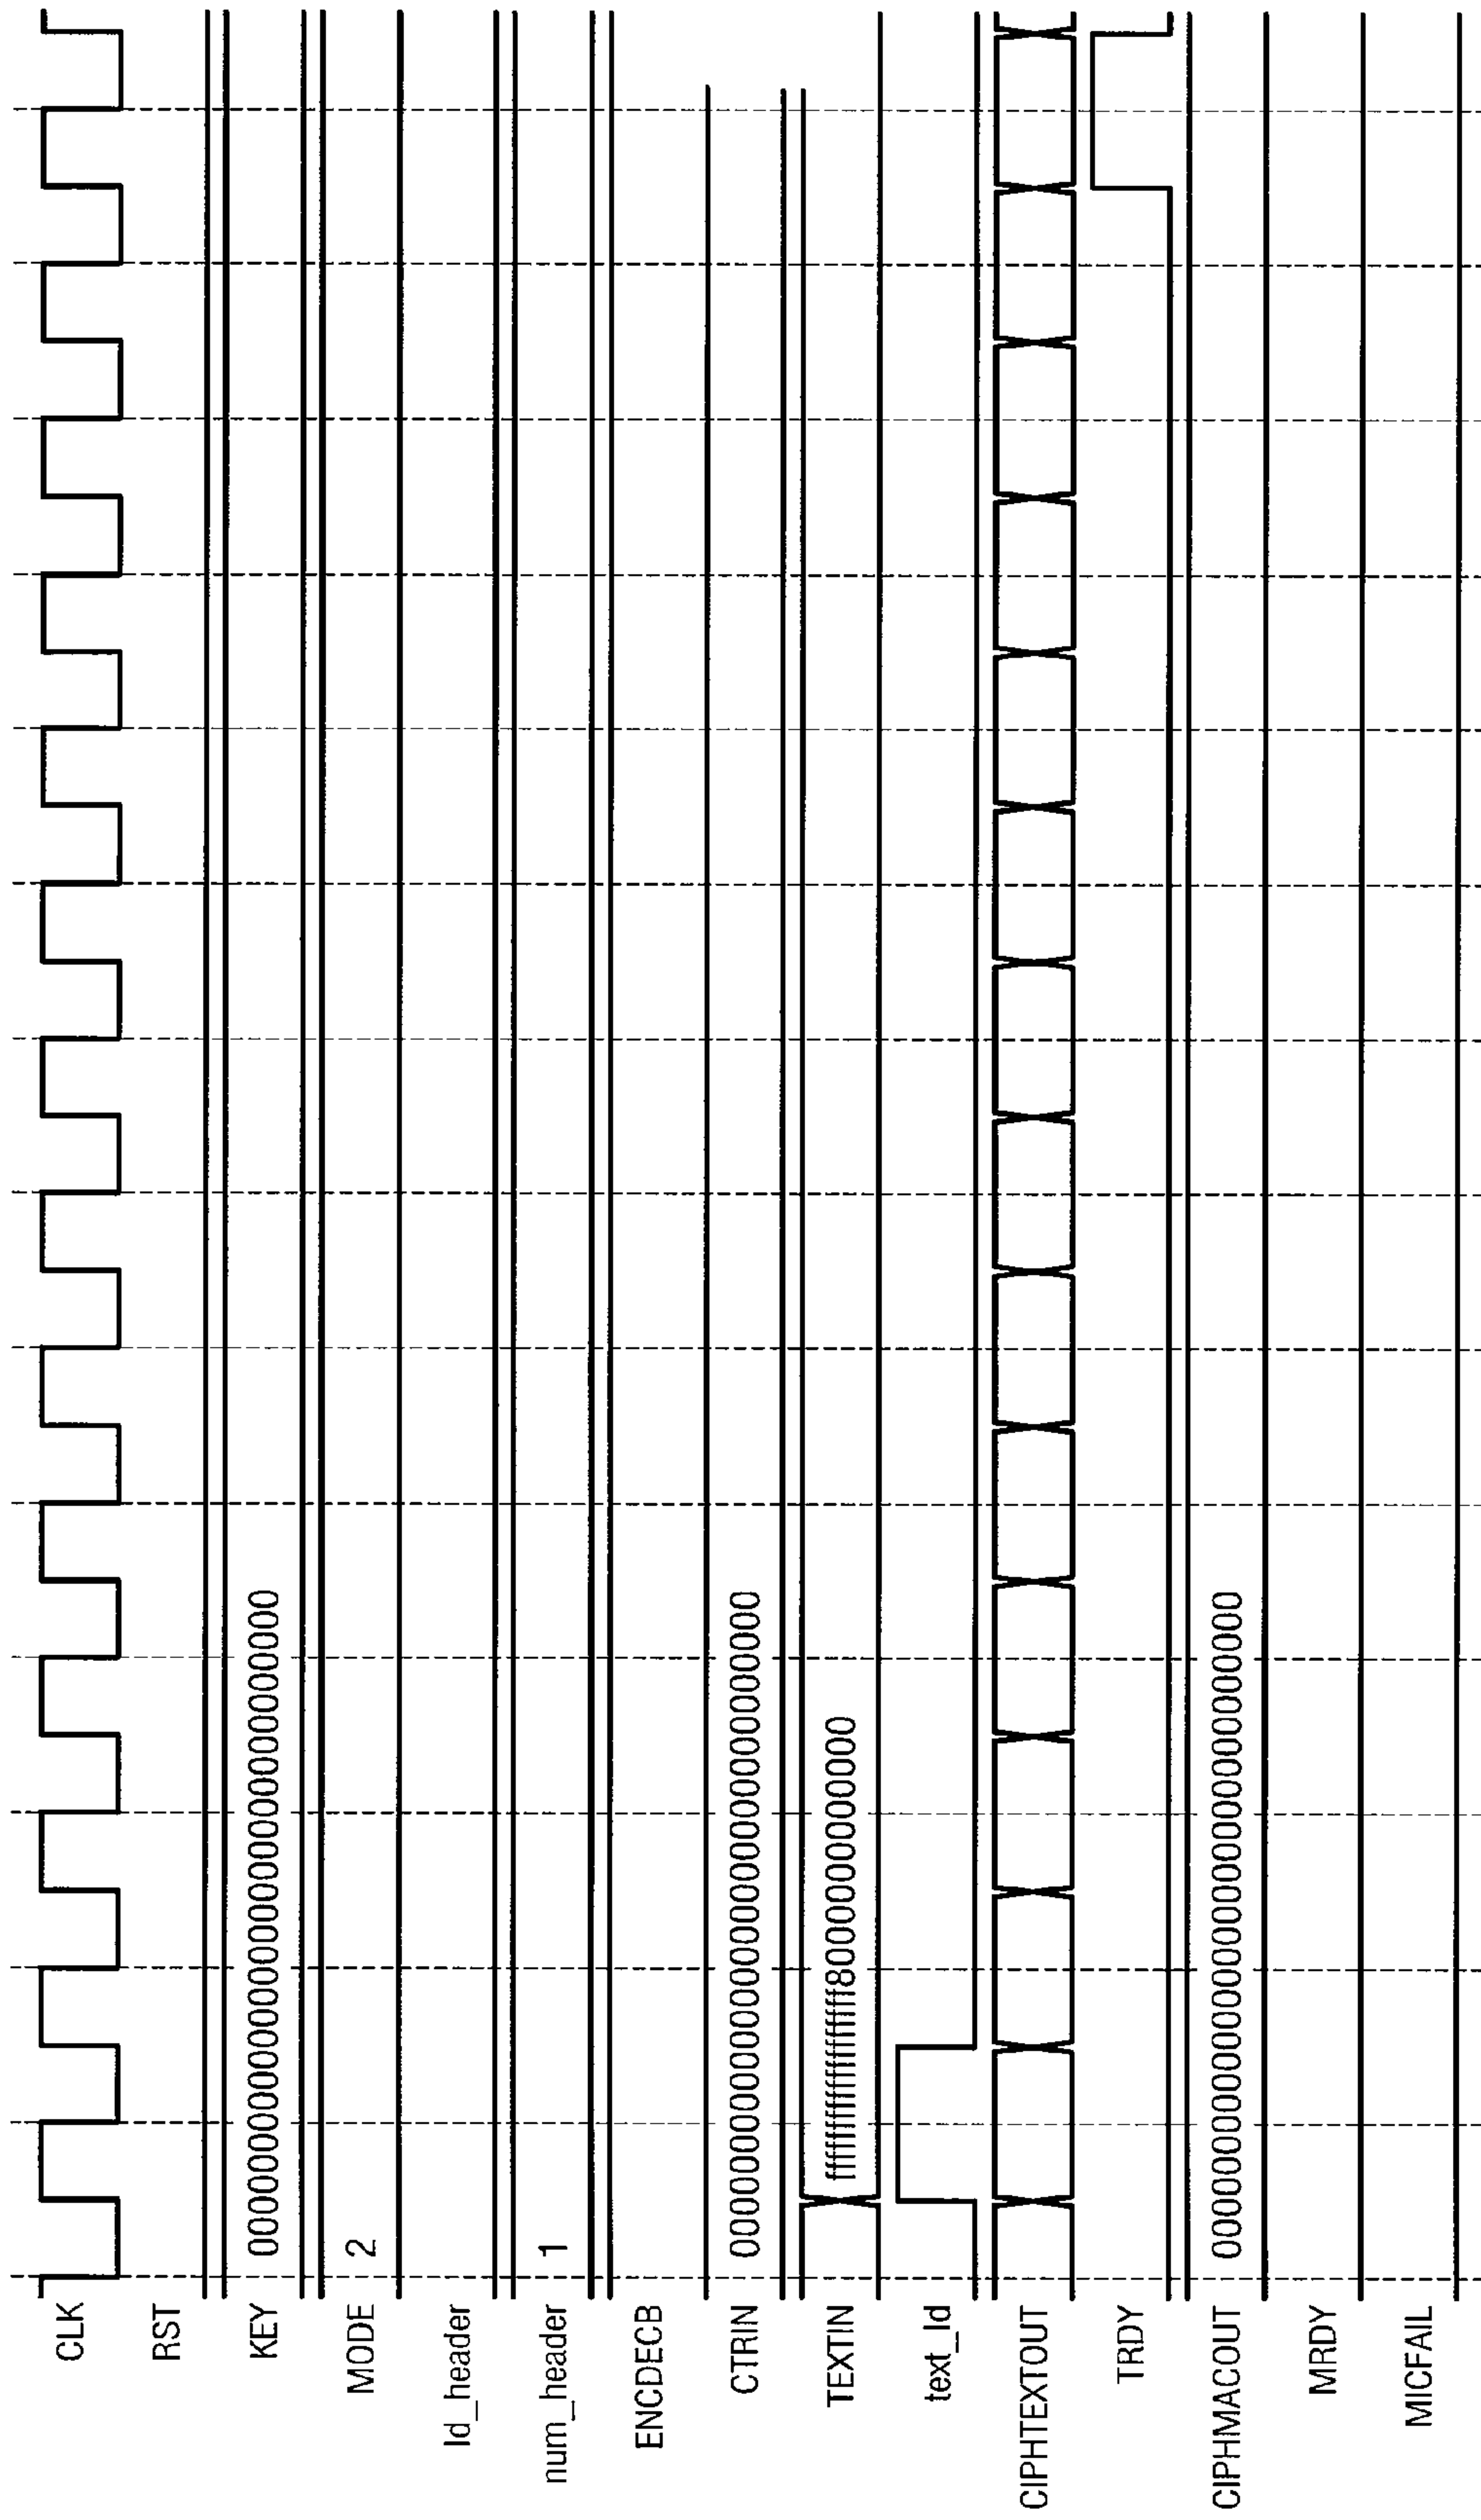 CLK
RST
KEY 00000000000000000000000000000000
MODE 2
ld_header
num_header 1
ENCDECB
CTRIN 00000000000000000000000000000000
TEXTIN fffffffffffffffffff8000000000000
text_ld
CIPHTEXTOUT
TRDY
CIPHMACOUT 00000000000000000000000000000000
MRDY
MICFAIL